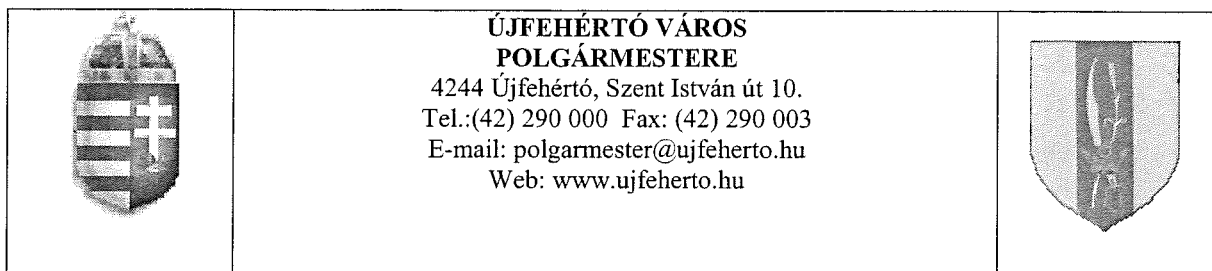 ÚJFEHÉRTÓ VÁROS
POLGÁRMESTERE
4244 Újfehértó, Szent István út 10.
Tel.:(42) 290 000 Fax: (42) 290 003
E-mail: polgarmester@ujfeherto.hu
Web: www.ujfeherto.hu